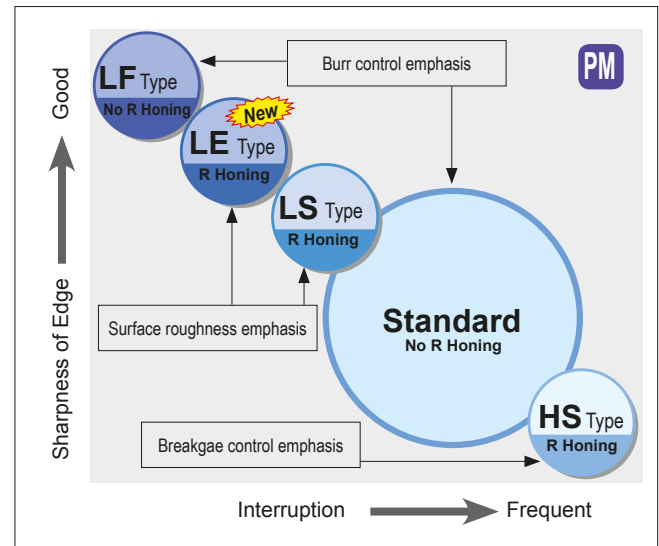 Burr control emphasis
PM
LF Type
No R Honing
New
LE Type
R Honing
LS Type
R Honing
Surface roughness emphasis
Standard
No R Honing
HS Type
R Honing
Breakgae control emphasis
Sharpness of Edge
Good
Interruption
Frequent